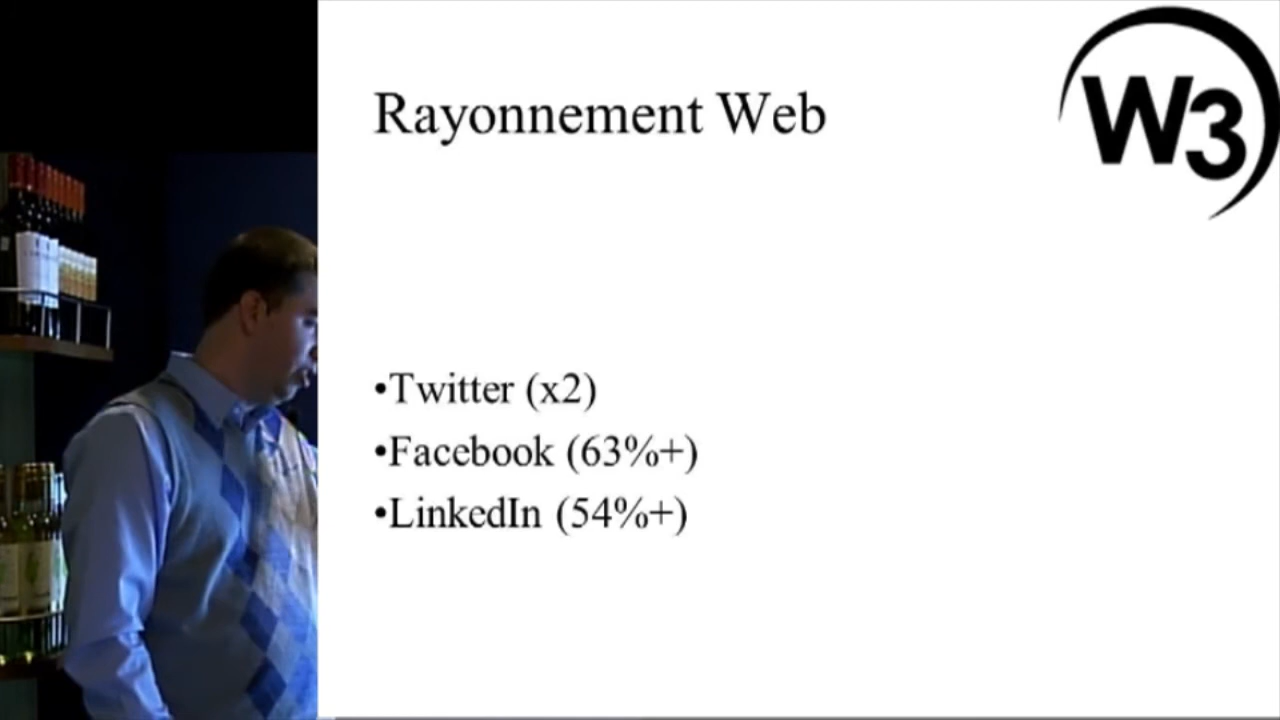 Rayonnement Web
W3
•Twitter (x2)
•Facebook (63%+)
•LinkedIn (54%+)